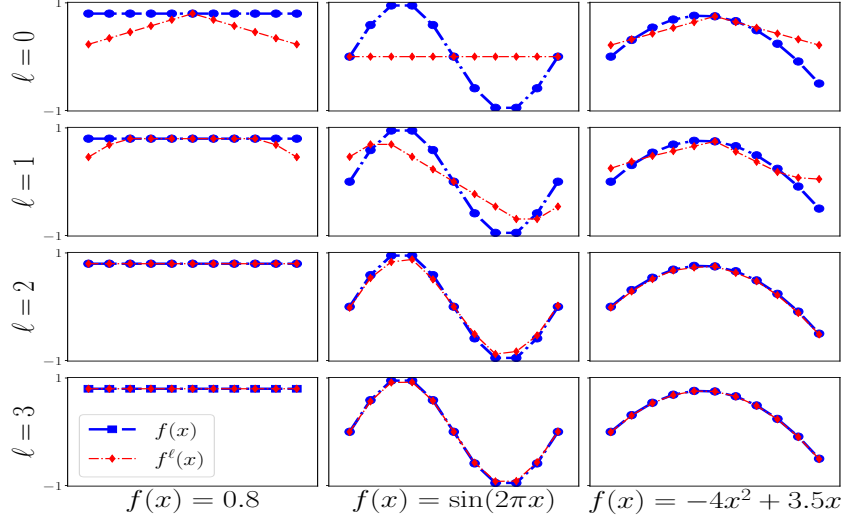 1
ℓ = 0
-1
1
ℓ = 1
-1
1
ℓ = 2
-1
1
ℓ = 3
f(x)
f^ℓ(x)
-1
f(x) = 0.8
f(x) = sin(2πx)
f(x) = −4x² + 3.5x